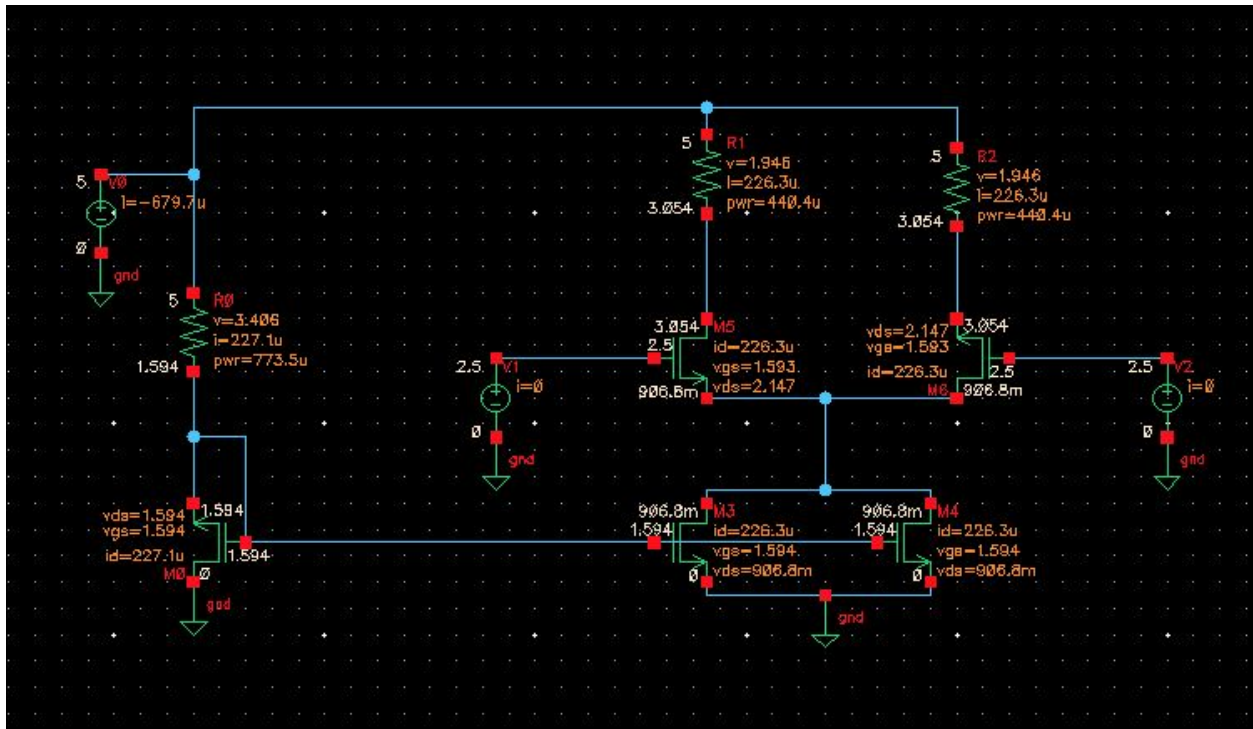 5
R1
v=1.946
i=226.3u
pwr=440.4u
3.054
5
R2
v=1.946
i=226.3u
pwr=440.4u
3.054
5
V0
i=-679.7u
0
gnd
5
R0
v=3.406
i=227.1u
pwr=773.5u
1.594
3.054
M5
2.5
id=226.3u
vgs=1.593
vds=2.147
906.8m
vds=2.147
vgs=1.593
id=226.3u
3.054
2.5
M6
906.8m
2.5
V1
i=0
0
gnd
2.5
V2
i=0
0
gnd
vds=1.594
vgs=1.594
id=227.1u
1.594
1.594
M0
0
gnd
906.8m
M3
1.594
id=226.3u
vgs=1.594
vds=906.8m
0
906.8m
M4
1.594
id=226.3u
vgs=1.594
vds=906.8m
0
gnd